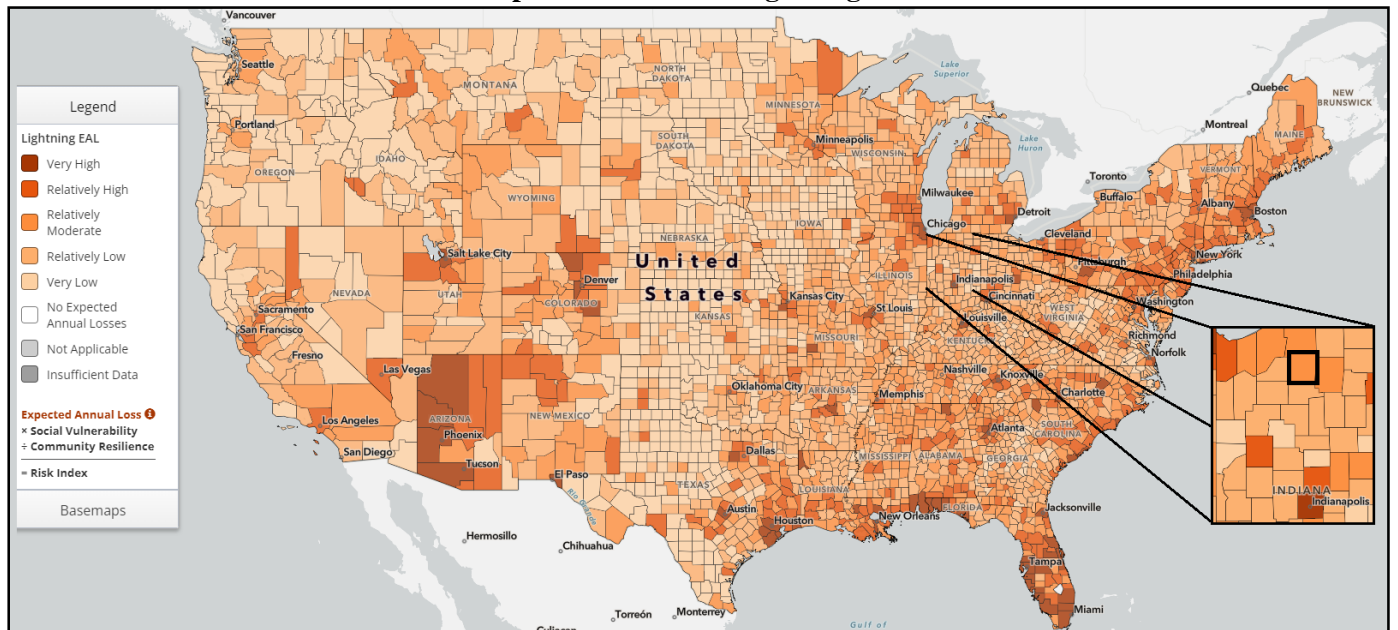 Vancouver
Seattle
Portland
OREGON
IDAHO
MONTANA
NORTH
DAKOTA
SOUTH
DAKOTA
MINNESOTA
Minneapolis
WISCONSIN
Lake
Superior
Lake
Huron
Quebec
NEW
BRUNSWICK
Montreal
MAINE
VERMONT
Toronto
Buffalo
Albany
Boston
Milwaukee
Detroit
Chicago
Cleveland
WYOMING
IOWA
NEBRASKA
United
States
Salt Lake City
NEVADA
UTAH
Denver
COLORADO
KANSAS
Kansas City
ILLINOIS
St Louis
MISSOURI
Indianapolis
Cincinnati
Louisville
KENTUCKY
WEST
VIRGINIA
Pittsburgh
New York
Philadelphia
Washington
Richmond
Norfolk
Sacramento
San Francisco
Fresno
Las Vegas
Los Angeles
San Diego
ARIZONA
Phoenix
Tucson
NEW MEXICO
El Paso
Rio Grande
Oklahoma City
ARKANSAS
Memphis
Nashville
Knoxville
Charlotte
SOUTH
CAROLINA
Atlanta
GEORGIA
ALABAMA
MISSISSIPPI
Dallas
TEXAS
LOUISIANA
Austin
Houston
New Orleans
FLORIDA
Jacksonville
Tampa
Miami
Gulf of
Hermosillo
Chihuahua
Torreón
Monterrey
Legend
Lightning EAL
Very High
Relatively High
Relatively
Moderate
Relatively Low
Very Low
No Expected
Annual Losses
Not Applicable
Insufficient Data
Expected Annual Loss
× Social Vulnerability
÷ Community Resilience
= Risk Index
Basemaps
INDIANA
Indianapolis